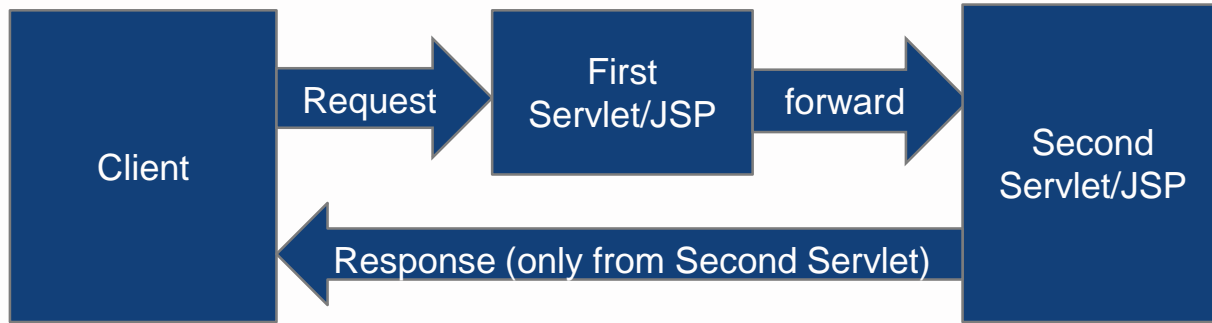 Client
Request
First
Servlet/JSP
forward
Second
Servlet/JSP
Response (only from Second Servlet)